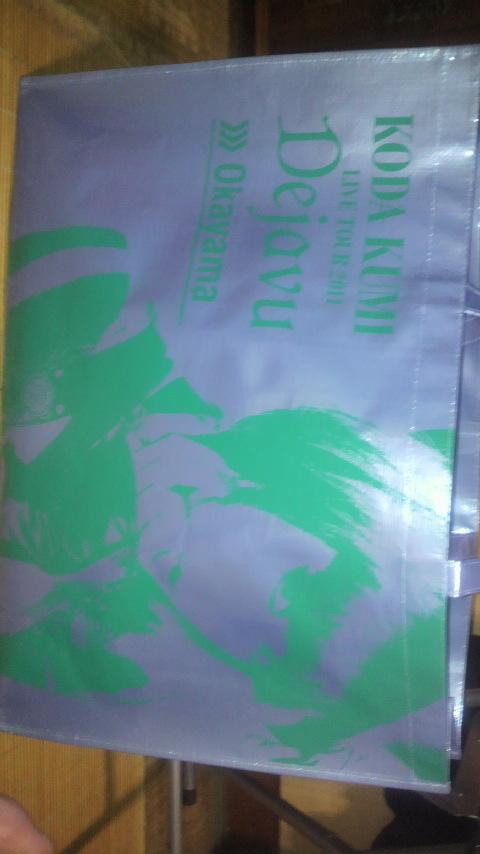 KODA KUMI
LIVE TOUR 2011
Dejavu
>>> Okayama